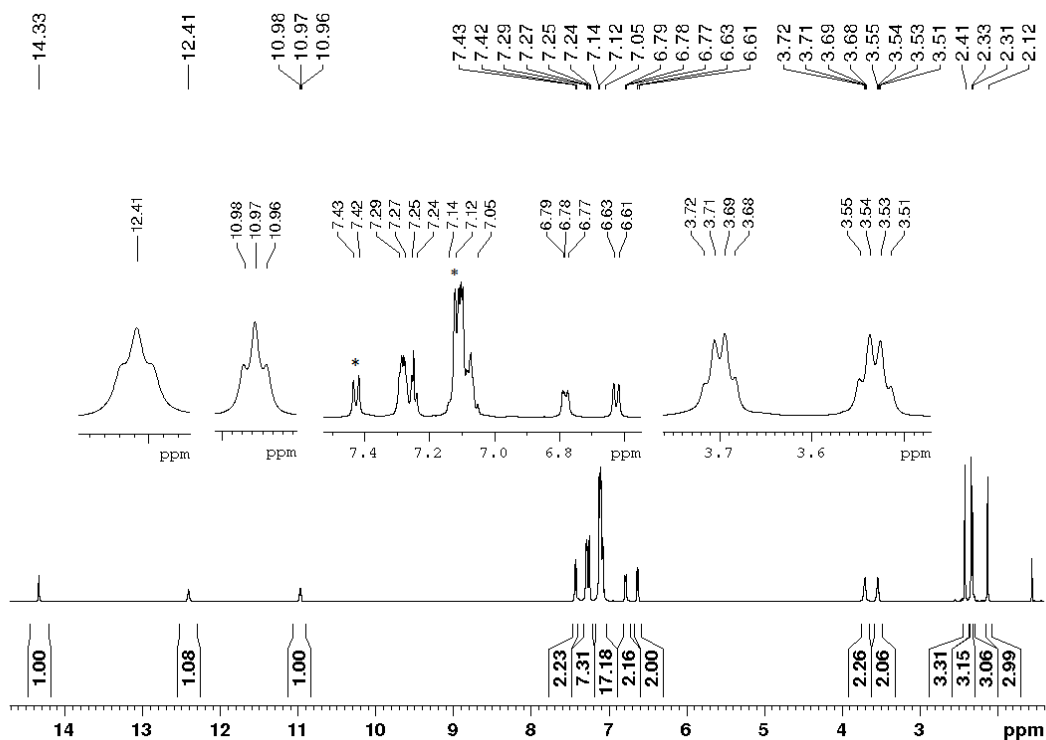 14.33 12.41 10.98 10.97 10.96 7.43 7.42 7.29 7.27 7.25 7.24 7.14 7.12 7.05 6.79 6.78 6.77 6.63 6.61 3.72 3.71 3.69 3.68 3.55 3.54 3.53 3.51 2.41 2.33 2.31 2.12
12.41 10.98 10.97 10.96 7.43 7.42 7.29 7.27 7.25 7.24 7.14 7.12 7.05 6.79 6.78 6.77 6.63 6.61 3.72 3.71 3.69 3.68 3.55 3.54 3.53 3.51
* *
ppm ppm 7.4 7.2 7.0 6.8 ppm 3.7 3.6 ppm
1.00 1.08 1.00 2.23 7.31 17.18 2.16 2.00 2.26 2.06 3.31 3.15 3.06 2.99
14 13 12 11 10 9 8 7 6 5 4 3 ppm